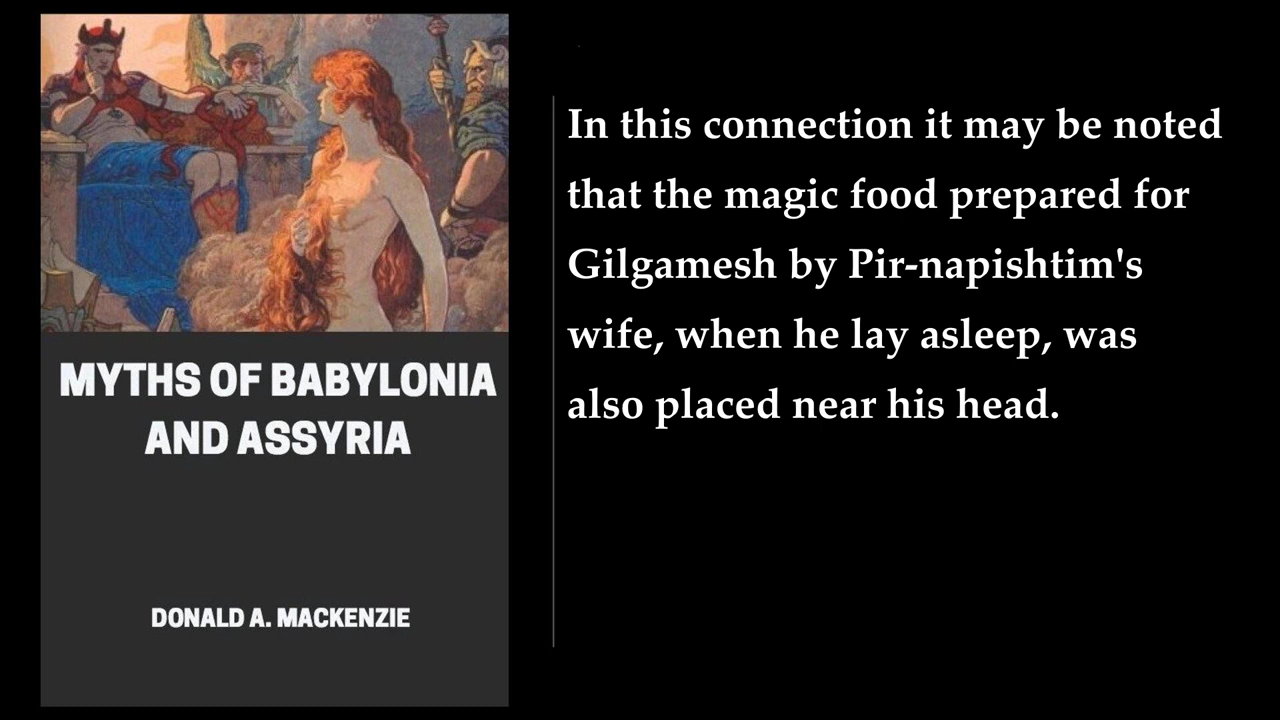 MYTHS OF BABYLONIA
AND ASSYRIA
DONALD A. MACKENZIE
In this connection it may be noted
that the magic food prepared for
Gilgamesh by Pir-napishtim's
wife, when he lay asleep, was
also placed near his head.